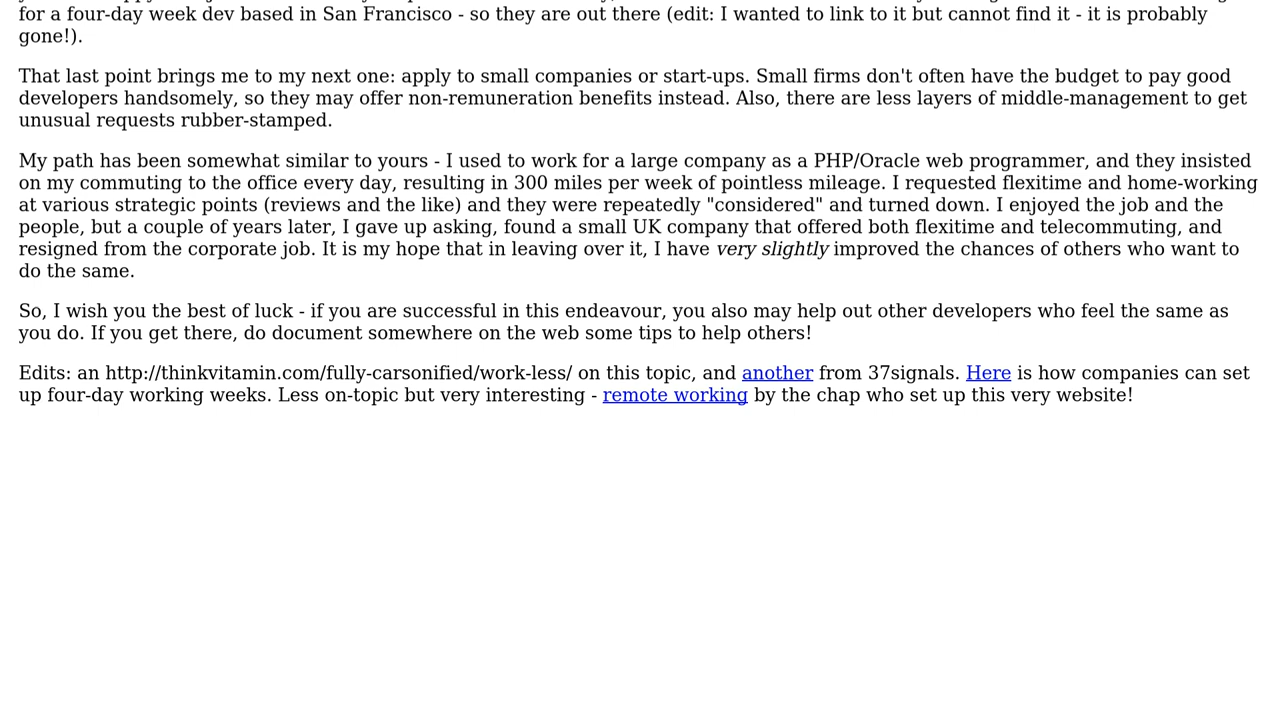 for a four-day week dev based in San Francisco - so they are out there (edit: I wanted to link to it but cannot find it - it is probably
gone!).
That last point brings me to my next one: apply to small companies or start-ups. Small firms don't often have the budget to pay good
developers handsomely, so they may offer non-remuneration benefits instead. Also, there are less layers of middle-management to get
unusual requests rubber-stamped.
My path has been somewhat similar to yours - I used to work for a large company as a PHP/Oracle web programmer, and they insisted
on my commuting to the office every day, resulting in 300 miles per week of pointless mileage. I requested flexitime and home-working
at various strategic points (reviews and the like) and they were repeatedly "considered" and turned down. I enjoyed the job and the
people, but a couple of years later, I gave up asking, found a small UK company that offered both flexitime and telecommuting, and
resigned from the corporate job. It is my hope that in leaving over it, I have very slightly improved the chances of others who want to
do the same.
So, I wish you the best of luck - if you are successful in this endeavour, you also may help out other developers who feel the same as
you do. If you get there, do document somewhere on the web some tips to help others!
Edits: an http://thinkvitamin.com/fully-carsonified/work-less/ on this topic, and another from 37signals. Here is how companies can set
up four-day working weeks. Less on-topic but very interesting - remote working by the chap who set up this very website!